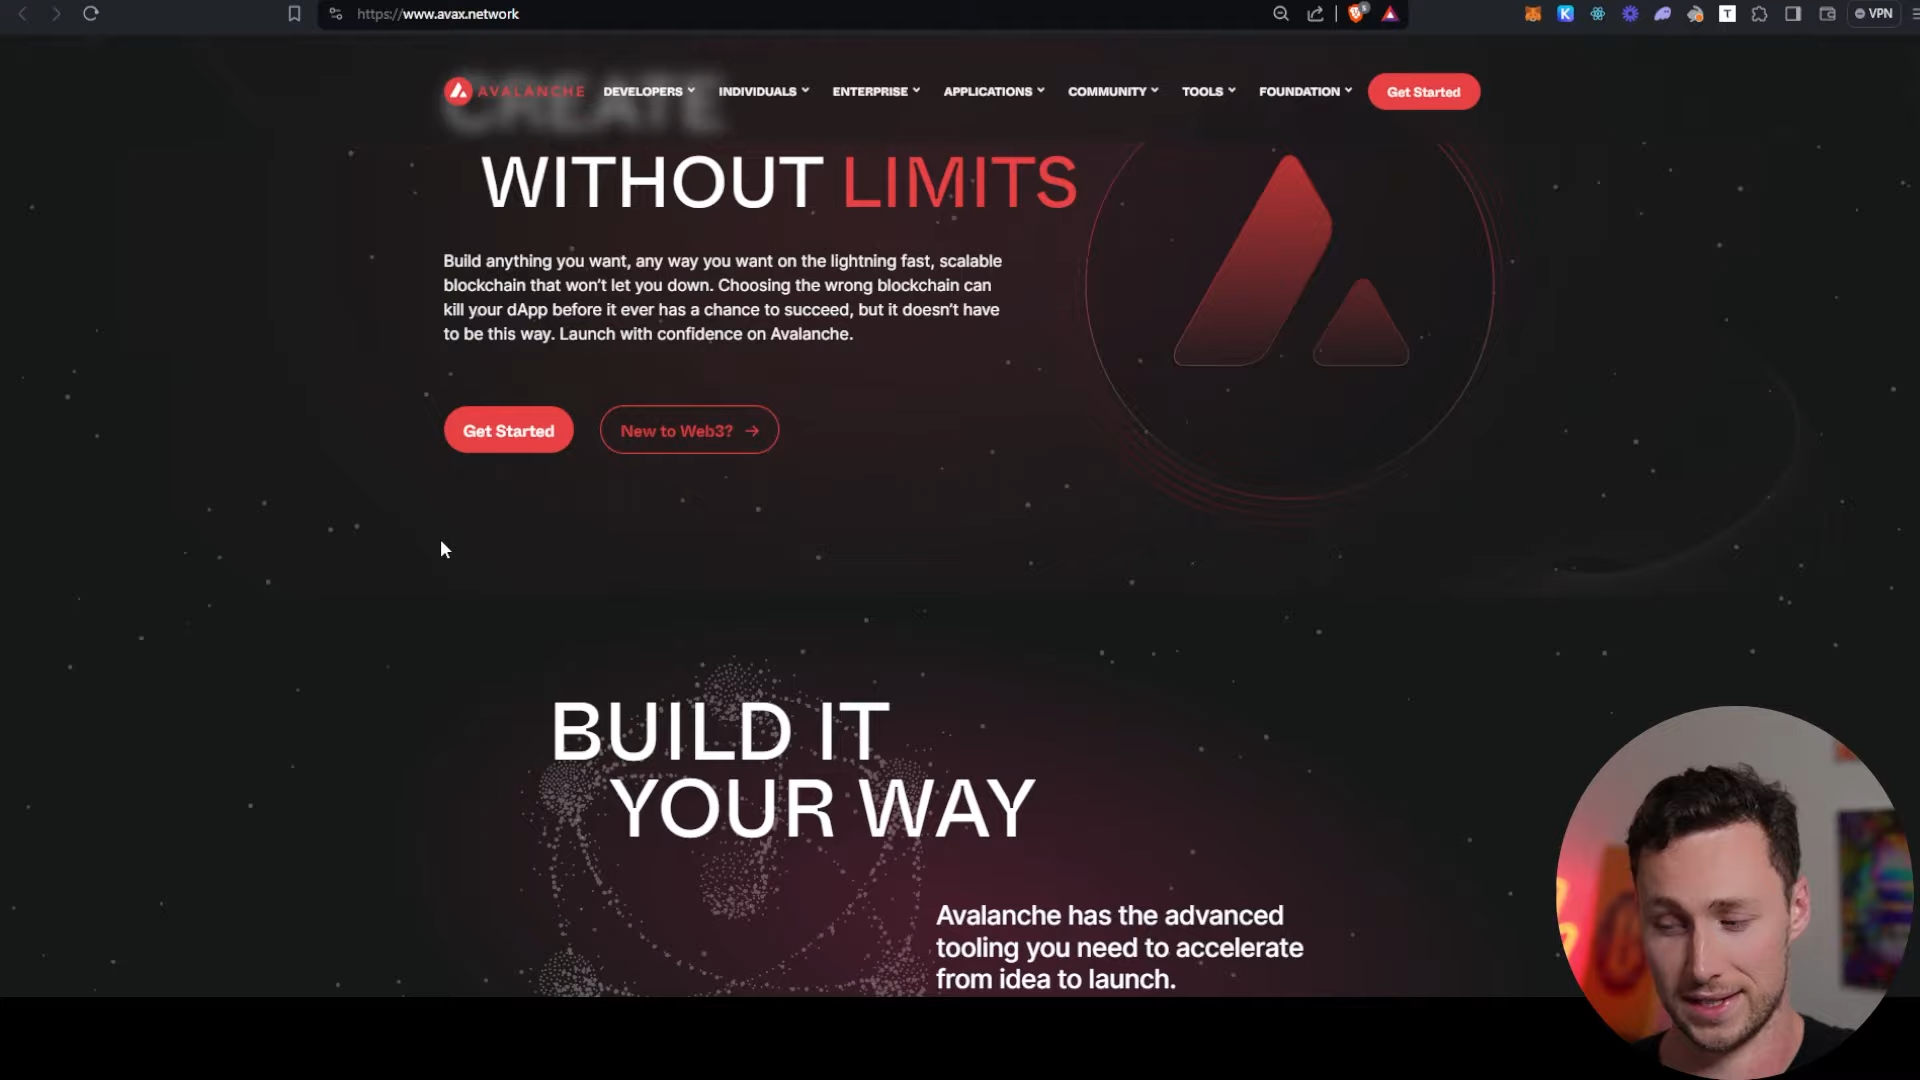 https://www.avax.network
VPN
AVALANCHE
DEVELOPERS
INDIVIDUALS
ENTERPRISE
APPLICATIONS
COMMUNITY
TOOLS
FOUNDATION
Get Started
CREATE
WITHOUT LIMITS
Build anything you want, any way you want on the lightning fast, scalable
blockchain that won’t let you down. Choosing the wrong blockchain can
kill your dApp before it ever has a chance to succeed, but it doesn’t have
to be this way. Launch with confidence on Avalanche.
Get Started
New to Web3? →
BUILD IT
YOUR WAY
Avalanche has the advanced
tooling you need to accelerate
from idea to launch.